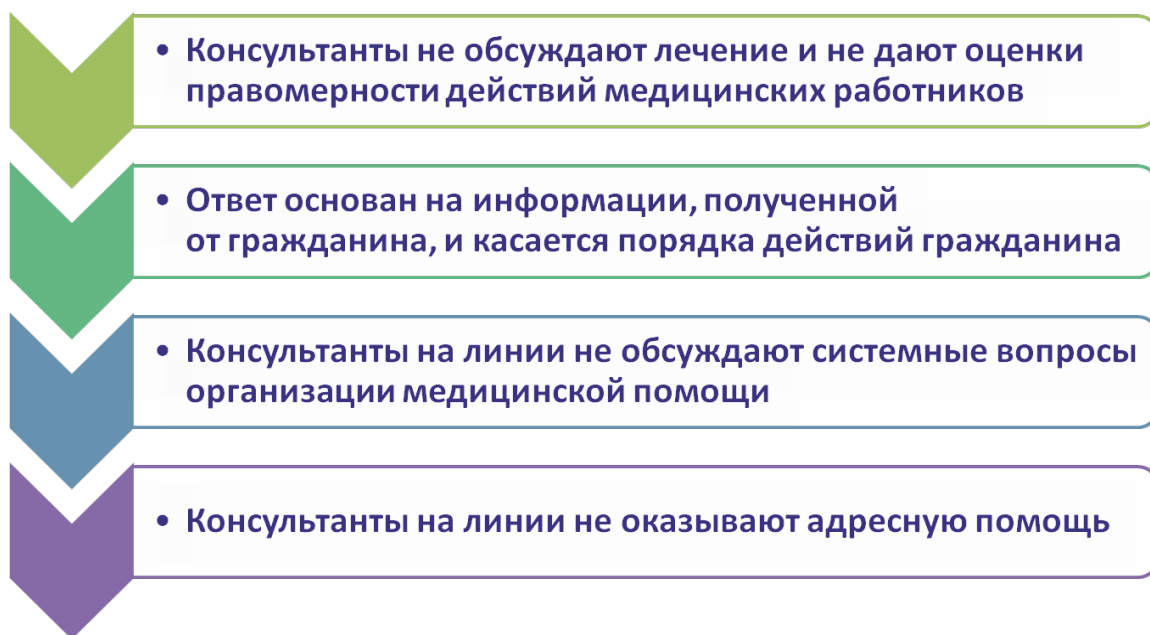 • Консультанты не обсуждают лечение и не дают оценки
правомерности действий медицинских работников
• Ответ основан на информации, полученной
от гражданина, и касается порядка действий гражданина
• Консультанты на линии не обсуждают системные вопросы
организации медицинской помощи
• Консультанты на линии не оказывают адресную помощь